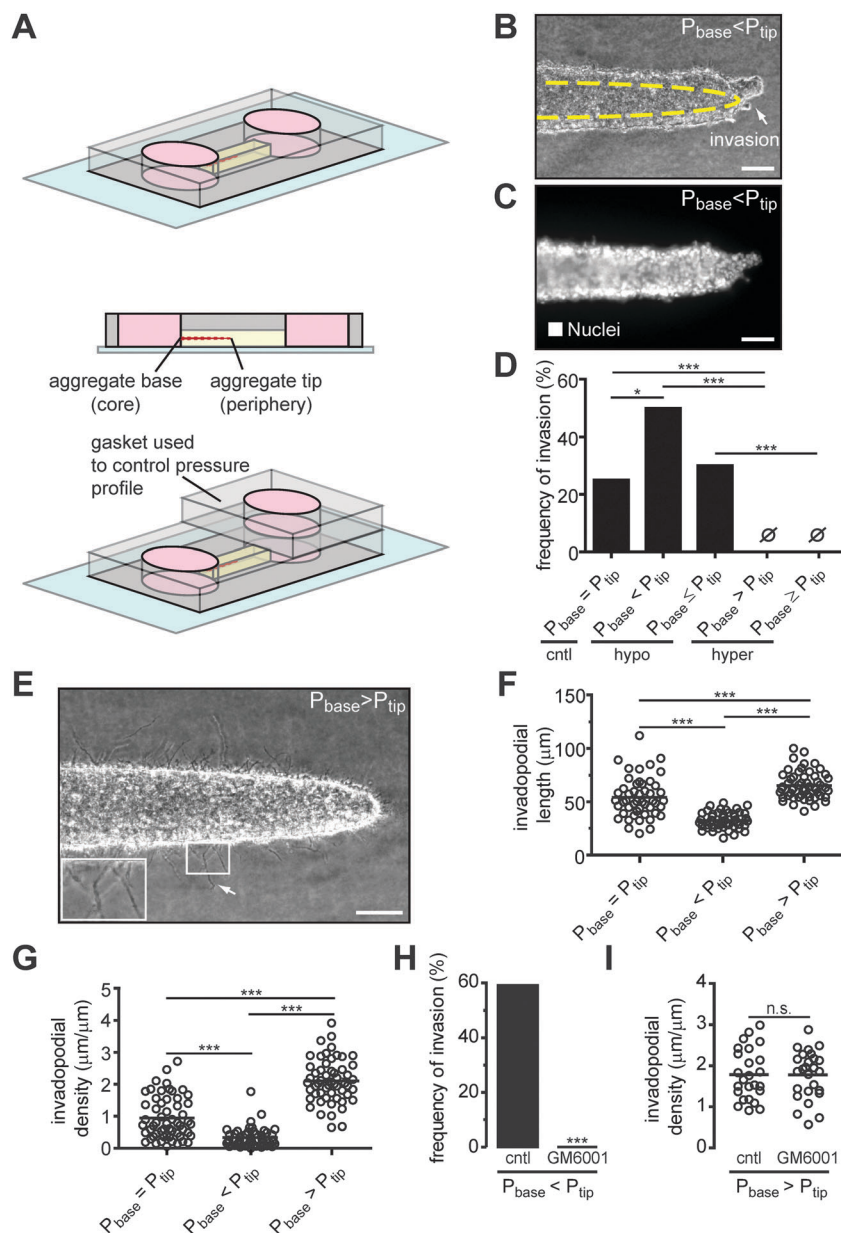 A
aggregate base
(core)
aggregate tip
(periphery)
gasket used
to control pressure
profile
B
Pbase<Ptip
invasion
C
Pbase<Ptip
Nuclei
D
frequency of invasion (%)
60
40
20
0
***
*
***
***
Ø
Ø
Pbase = Ptip
Pbase < Ptip
Pbase ≤ Ptip
Pbase > Ptip
Pbase ≥ Ptip
cntl
hypo
hyper
E
Pbase>Ptip
F
invadopodial
length (μm)
150
100
50
0
***
***
***
Pbase = Ptip
Pbase < Ptip
Pbase > Ptip
G
invadopodial
density (μm/μm)
5
4
3
2
1
0
***
***
***
Pbase = Ptip
Pbase < Ptip
Pbase > Ptip
H
frequency of invasion (%)
60
40
20
0
***
cntl
GM6001
Pbase < Ptip
I
invadopodial
density (μm/μm)
4
3
2
1
0
n.s.
cntl
GM6001
Pbase > Ptip